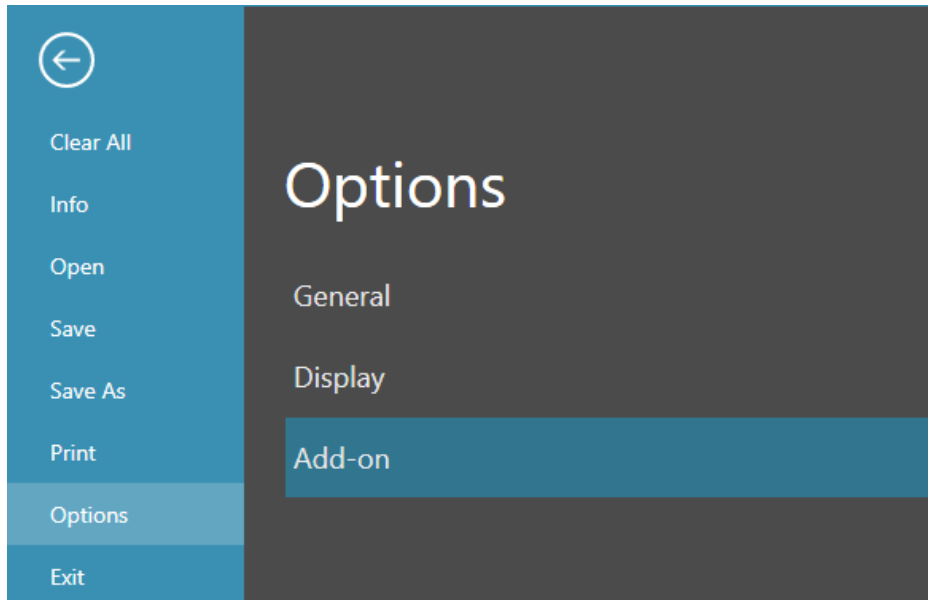 Clear All
Info
Open
Save
Save As
Print
Options
Exit
Options
General
Display
Add-on